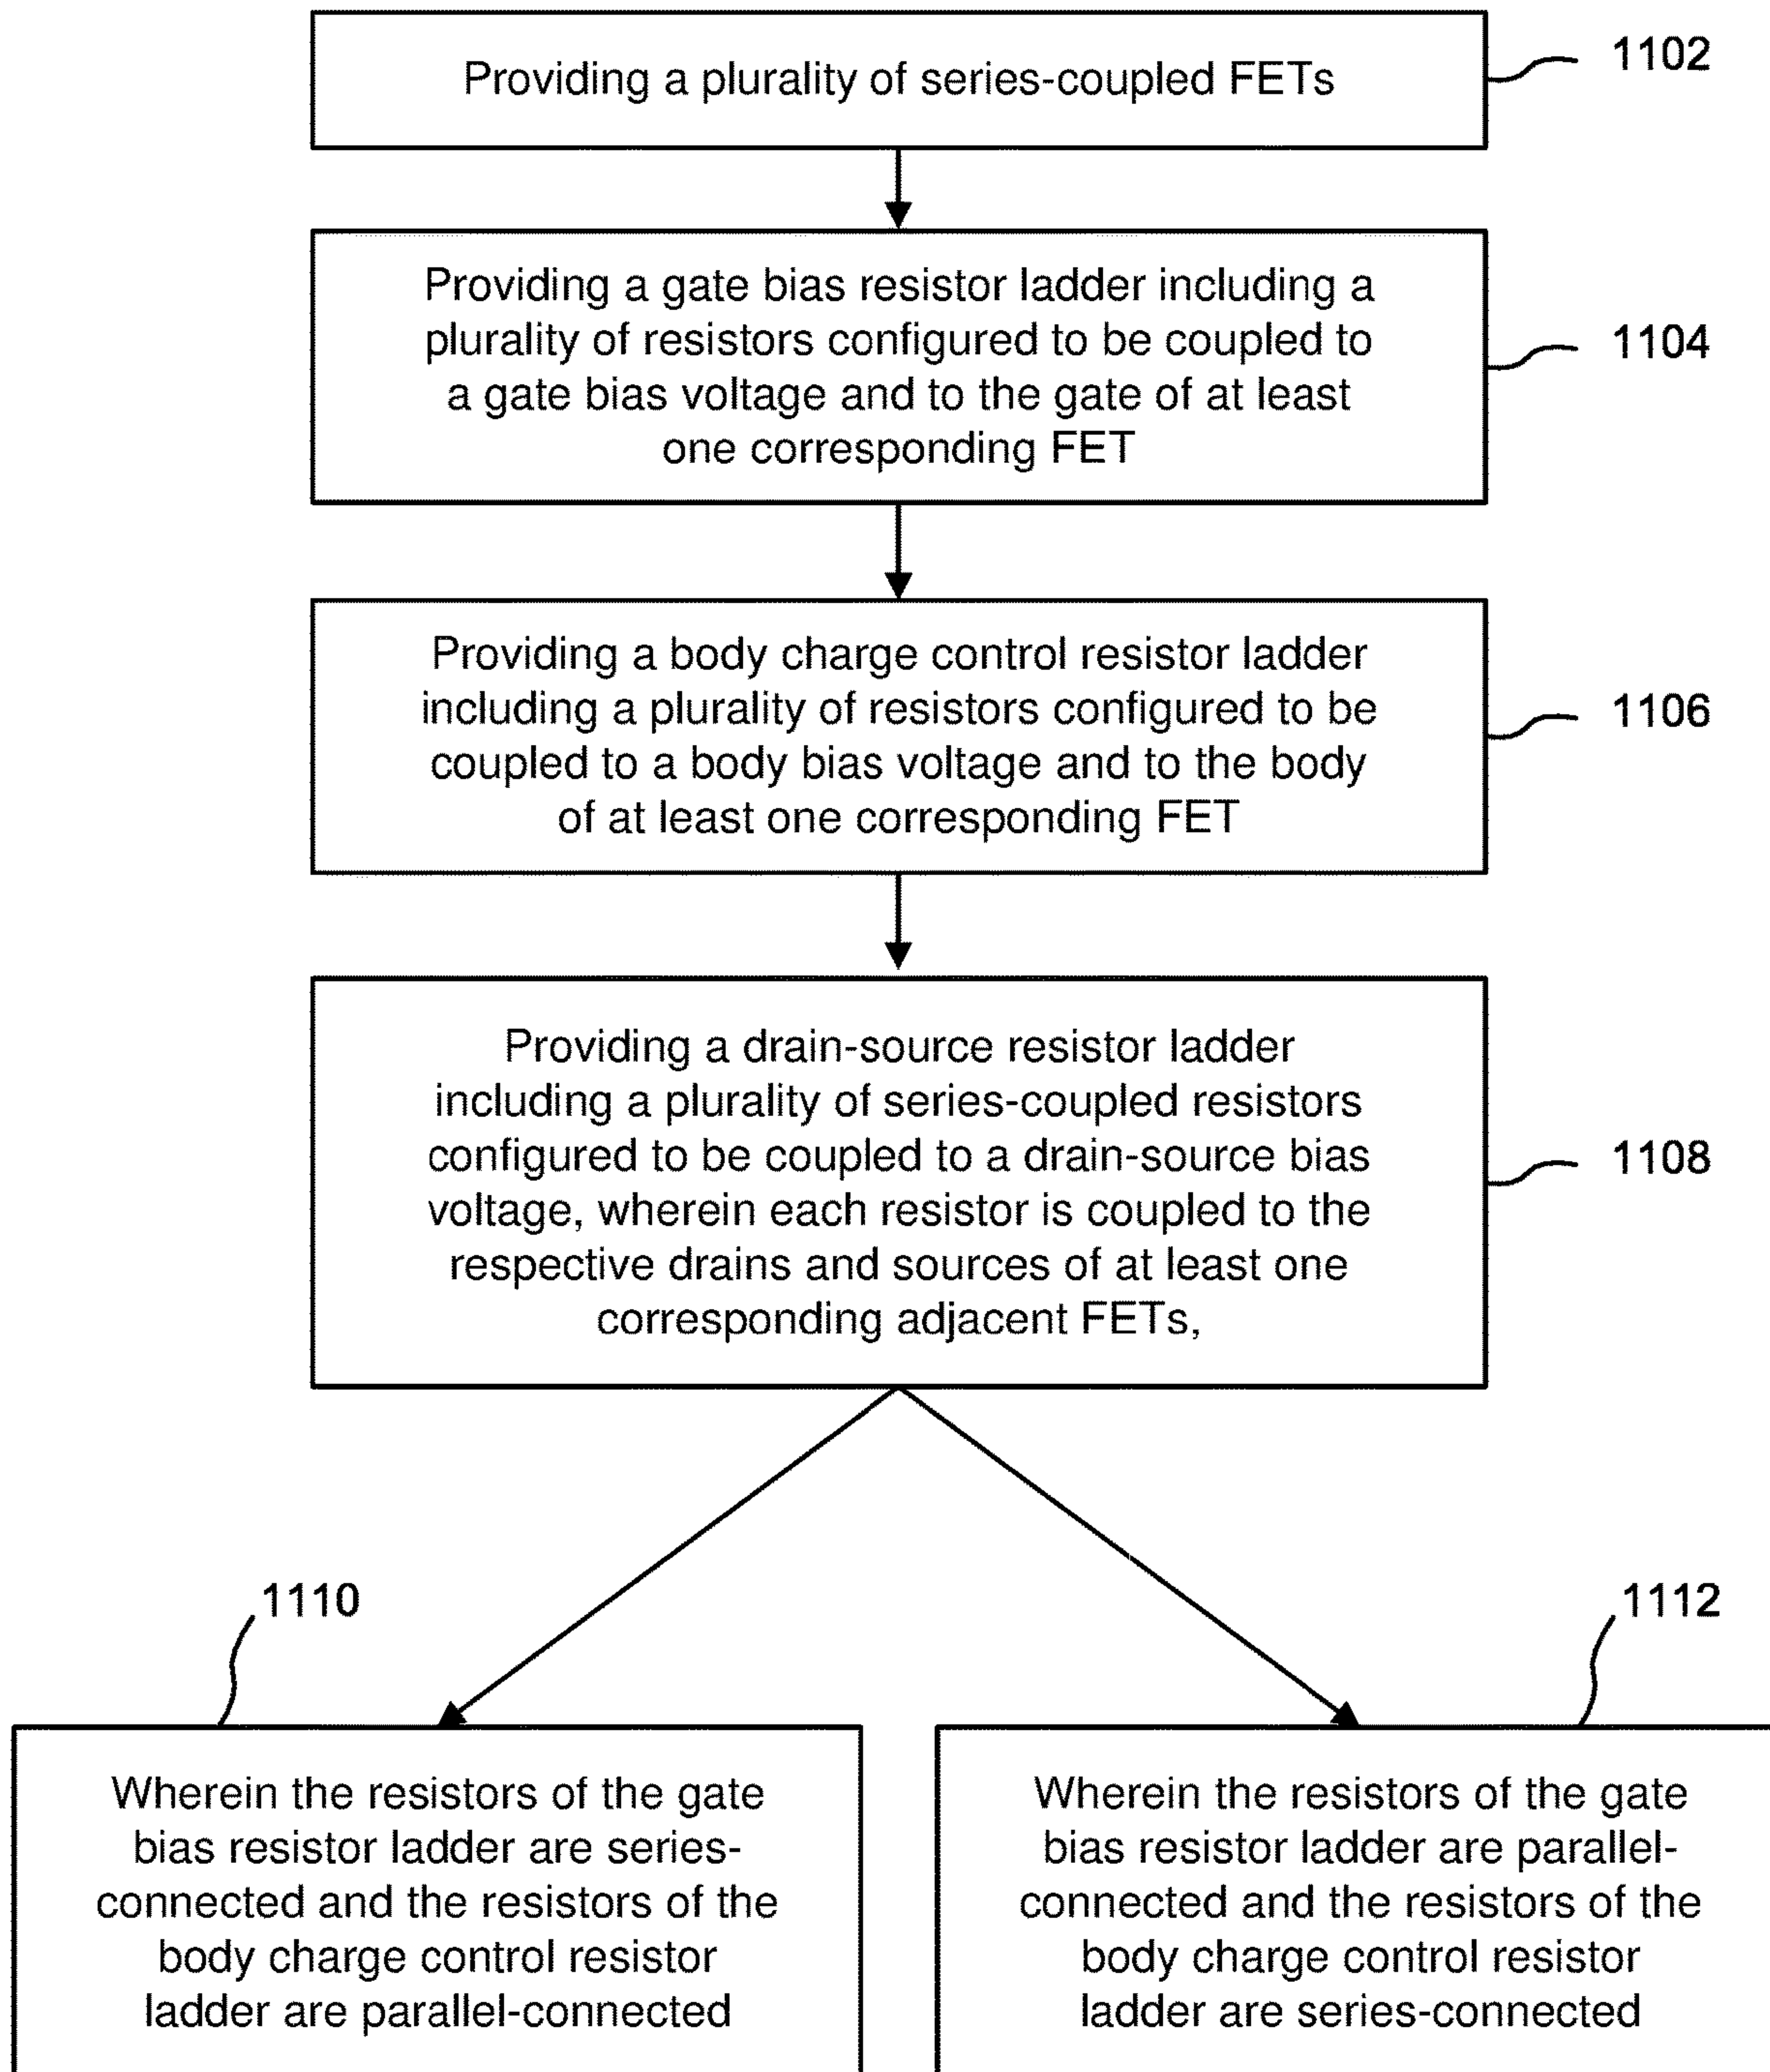 Providing a plurality of series-coupled FETs
1102
Providing a gate bias resistor ladder including a
plurality of resistors configured to be coupled to
a gate bias voltage and to the gate of at least
one corresponding FET
1104
Providing a body charge control resistor ladder
including a plurality of resistors configured to be
coupled to a body bias voltage and to the body
of at least one corresponding FET
1106
Providing a drain-source resistor ladder
including a plurality of series-coupled resistors
configured to be coupled to a drain-source bias
voltage, wherein each resistor is coupled to the
respective drains and sources of at least one
corresponding adjacent FETs,
1108
1110
Wherein the resistors of the gate
bias resistor ladder are series-
connected and the resistors of the
body charge control resistor
ladder are parallel-connected
1112
Wherein the resistors of the gate
bias resistor ladder are parallel-
connected and the resistors of the
body charge control resistor
ladder are series-connected